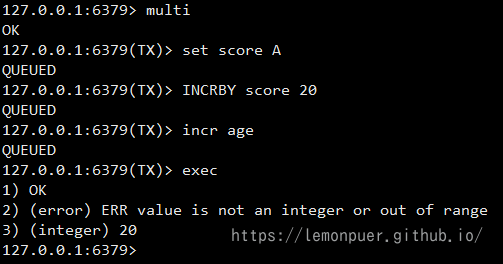 127.0.0.1:6379> multi
OK
127.0.0.1:6379(TX)> set score A
QUEUED
127.0.0.1:6379(TX)> INCRBY score 20
QUEUED
127.0.0.1:6379(TX)> incr age
QUEUED
127.0.0.1:6379(TX)> exec
1) OK
2) (error) ERR value is not an integer or out of range
3) (integer) 20
https://lemonpuer.github.io/
127.0.0.1:6379>